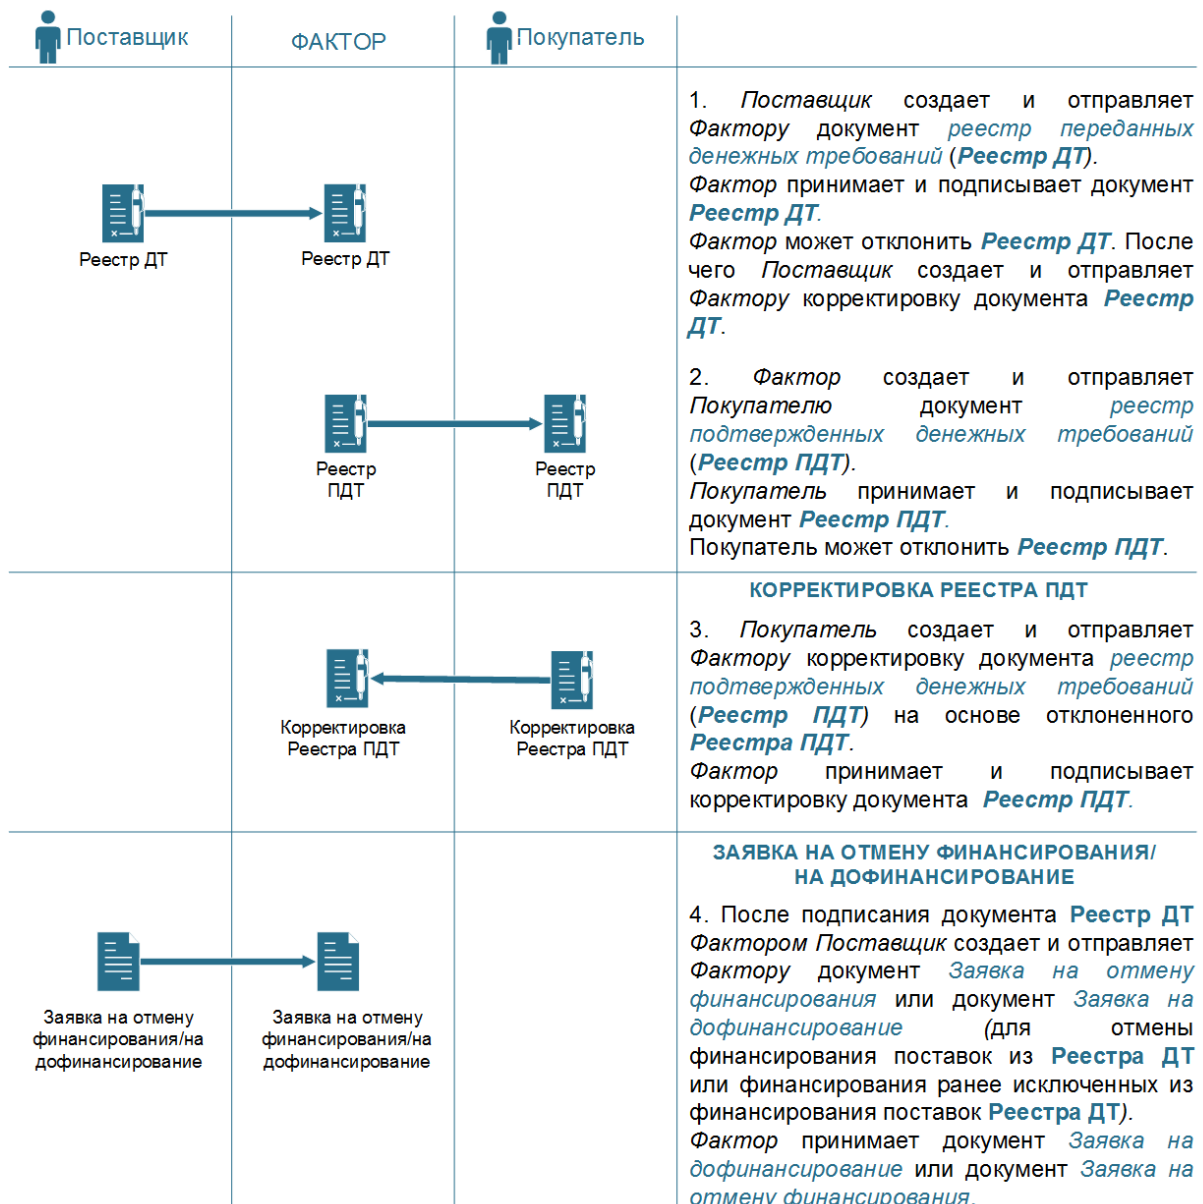 Поставщик
ФАКТОР
Покупатель
1. Поставщик создает и отправляет
Фактору документ реестр переданных
денежных требований (Реестр ДТ).
Фактор принимает и подписывает документ
Реестр ДТ.
Фактор может отклонить Реестр ДТ. После
чего Поставщик создает и отправляет
Фактору корректировку документа Реестр
ДТ.
Реестр ДТ
Реестр ДТ
2. Фактор создает и отправляет
Покупателю документ реестр
подтвержденных денежных требований
(Реестр ПДТ).
Покупатель принимает и подписывает
документ Реестр ПДТ.
Покупатель может отклонить Реестр ПДТ.
Реестр
ПДТ
Реестр
ПДТ
КОРРЕКТИРОВКА РЕЕСТРА ПДТ
3. Покупатель создает и отправляет
Фактору корректировку документа реестр
подтвержденных денежных требований
(Реестр ПДТ) на основе отклоненного
Реестра ПДТ.
Фактор принимает и подписывает
корректировку документа Реестр ПДТ.
Корректировка
Реестра ПДТ
Корректировка
Реестра ПДТ
ЗАЯВКА НА ОТМЕНУ ФИНАНСИРОВАНИЯ/
НА ДОФИНАНСИРОВАНИЕ
4. После подписания документа Реестр ДТ
Фактором Поставщик создает и отправляет
Фактору документ Заявка на отмену
финансирования или документ Заявка на
дофинансирование (для отмены
финансирования поставок из Реестра ДТ
или финансирования ранее исключенных из
финансирования поставок Реестра ДТ).
Фактор принимает документ Заявка на
дофинансирование или документ Заявка на
отмену финансирования.
Заявка на отмену
финансирования/на
дофинансирование
Заявка на отмену
финансирования/на
дофинансирование